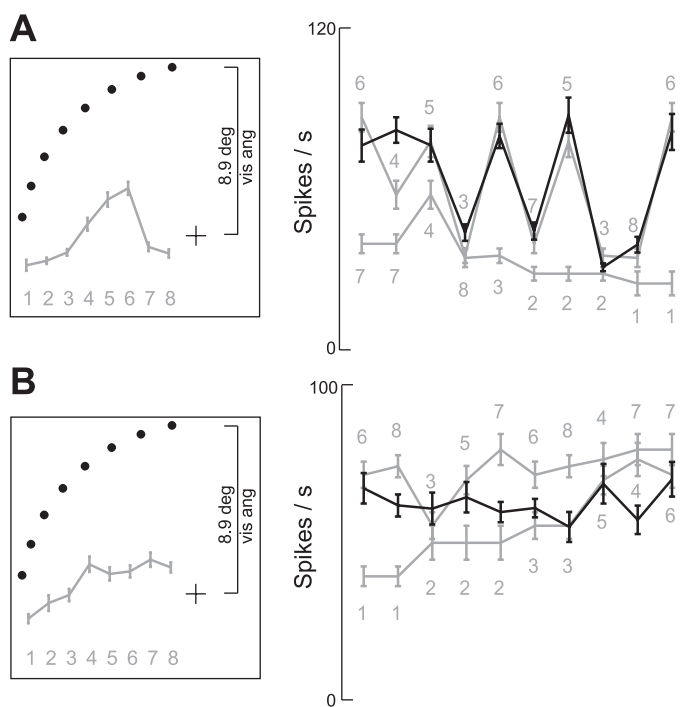 A
120
6 6 5 6
5
4
8.9 deg
vis ang
Spikes / s
3 7 3 8
4
7 7 8 3 2 2 2 1 1
1 2 3 4 5 6 7 8
0
B
100
7 4 7 7
6 8 5 6 8
3
8.9 deg
vis ang
Spikes / s
4
5 6
3 3
2 2 2
1 1
1 2 3 4 5 6 7 8
0